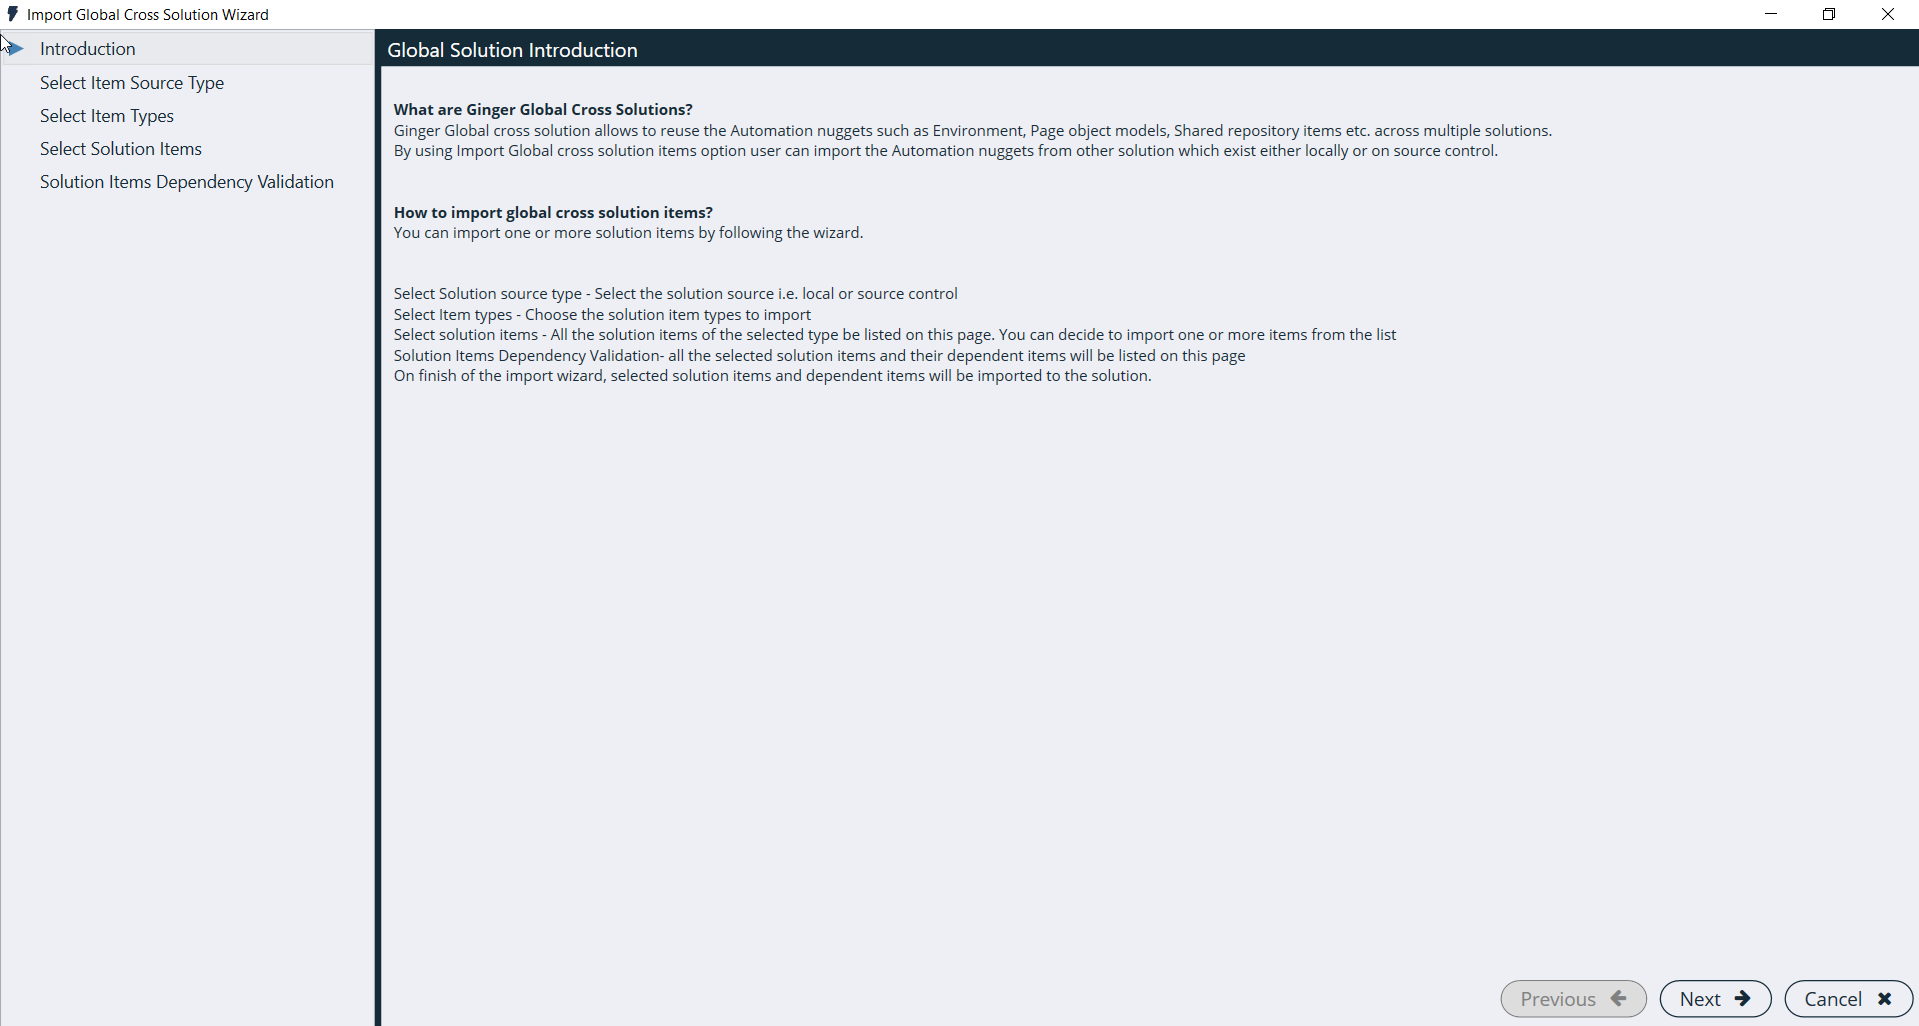 Import Global Cross Solution Wizard
Introduction
Select Item Source Type
Select Item Types
Select Solution Items
Solution Items Dependency Validation
Global Solution Introduction
What are Ginger Global Cross Solutions?
Ginger Global cross solution allows to reuse the Automation nuggets such as Environment, Page object models, Shared repository items etc. across multiple solutions.
By using Import Global cross solution items option user can import the Automation nuggets from other solution which exist either locally or on source control.
How to import global cross solution items?
You can import one or more solution items by following the wizard.
Select Solution source type - Select the solution source i.e. local or source control
Select Item types - Choose the solution item types to import
Select solution items - All the solution items of the selected type be listed on this page. You can decide to import one or more items from the list
Solution Items Dependency Validation- all the selected solution items and their dependent items will be listed on this page
On finish of the import wizard, selected solution items and dependent items will be imported to the solution.
Previous
Next
Cancel